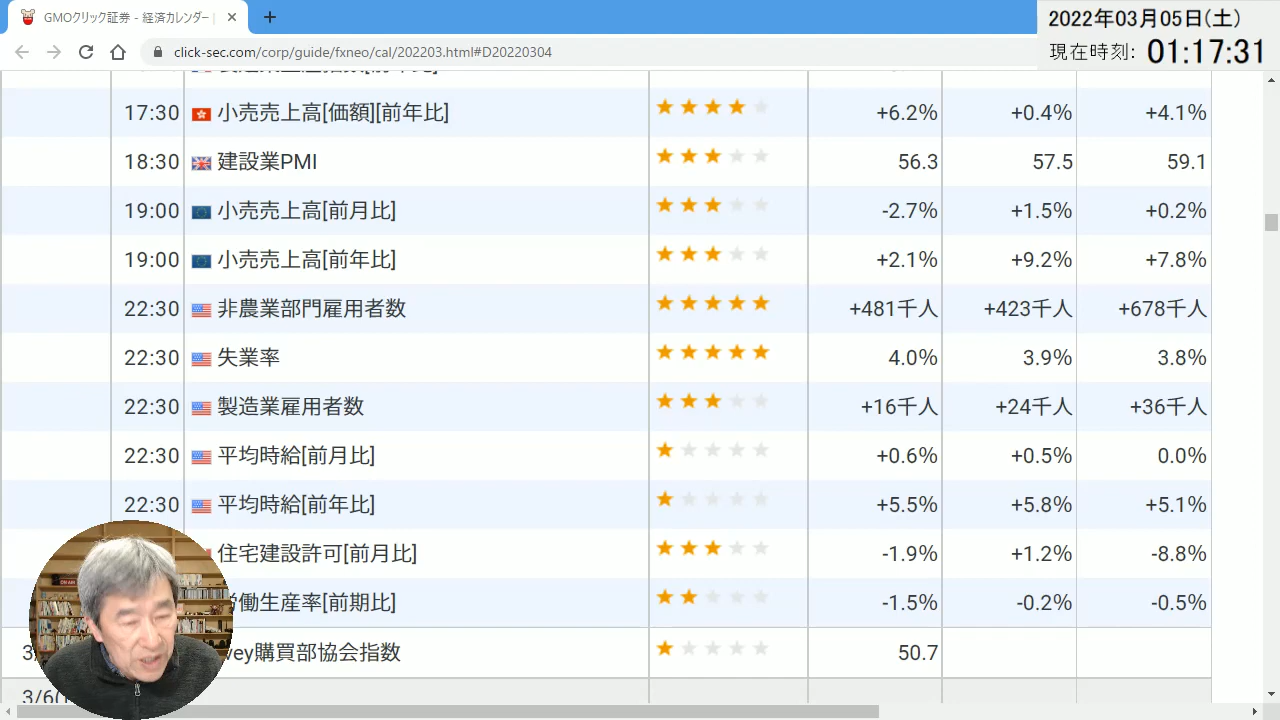 GMOクリック証券 - 経済カレンダー
2022年03月05日(土)
現在時刻: 01:17:31
click-sec.com/corp/guide/fxneo/cal/202203.html#D20220304
17:30 小売売上高[価額][前年比] +6.2% +0.4% +4.1%
18:30 建設業PMI 56.3 57.5 59.1
19:00 小売売上高[前月比] -2.7% +1.5% +0.2%
19:00 小売売上高[前年比] +2.1% +9.2% +7.8%
22:30 非農業部門雇用者数 +481千人 +423千人 +678千人
22:30 失業率 4.0% 3.9% 3.8%
22:30 製造業雇用者数 +16千人 +24千人 +36千人
22:30 平均時給[前月比] +0.6% +0.5% 0.0%
22:30 平均時給[前年比] +5.5% +5.8% +5.1%
住宅建設許可[前月比] -1.9% +1.2% -8.8%
労働生産率[前期比] -1.5% -0.2% -0.5%
vey購買部協会指数 50.7
3/6(